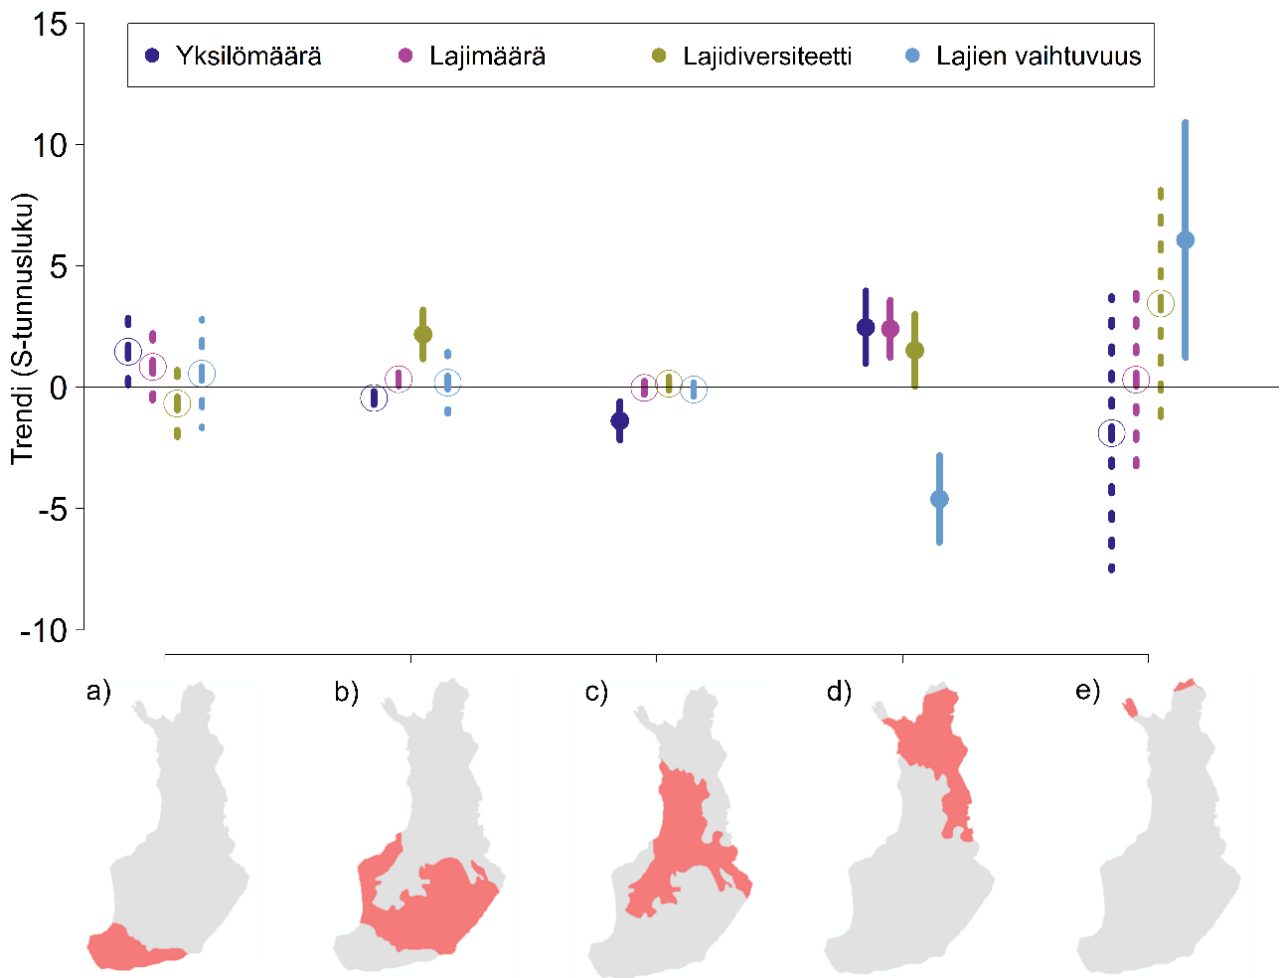 15
Yksilömäärä Lajimäärä Lajidiversiteetti Lajien vaihtuvuus
10
5
0
-5
-10
Trendi (S-tunnusluku)
a) b) c) d) e)